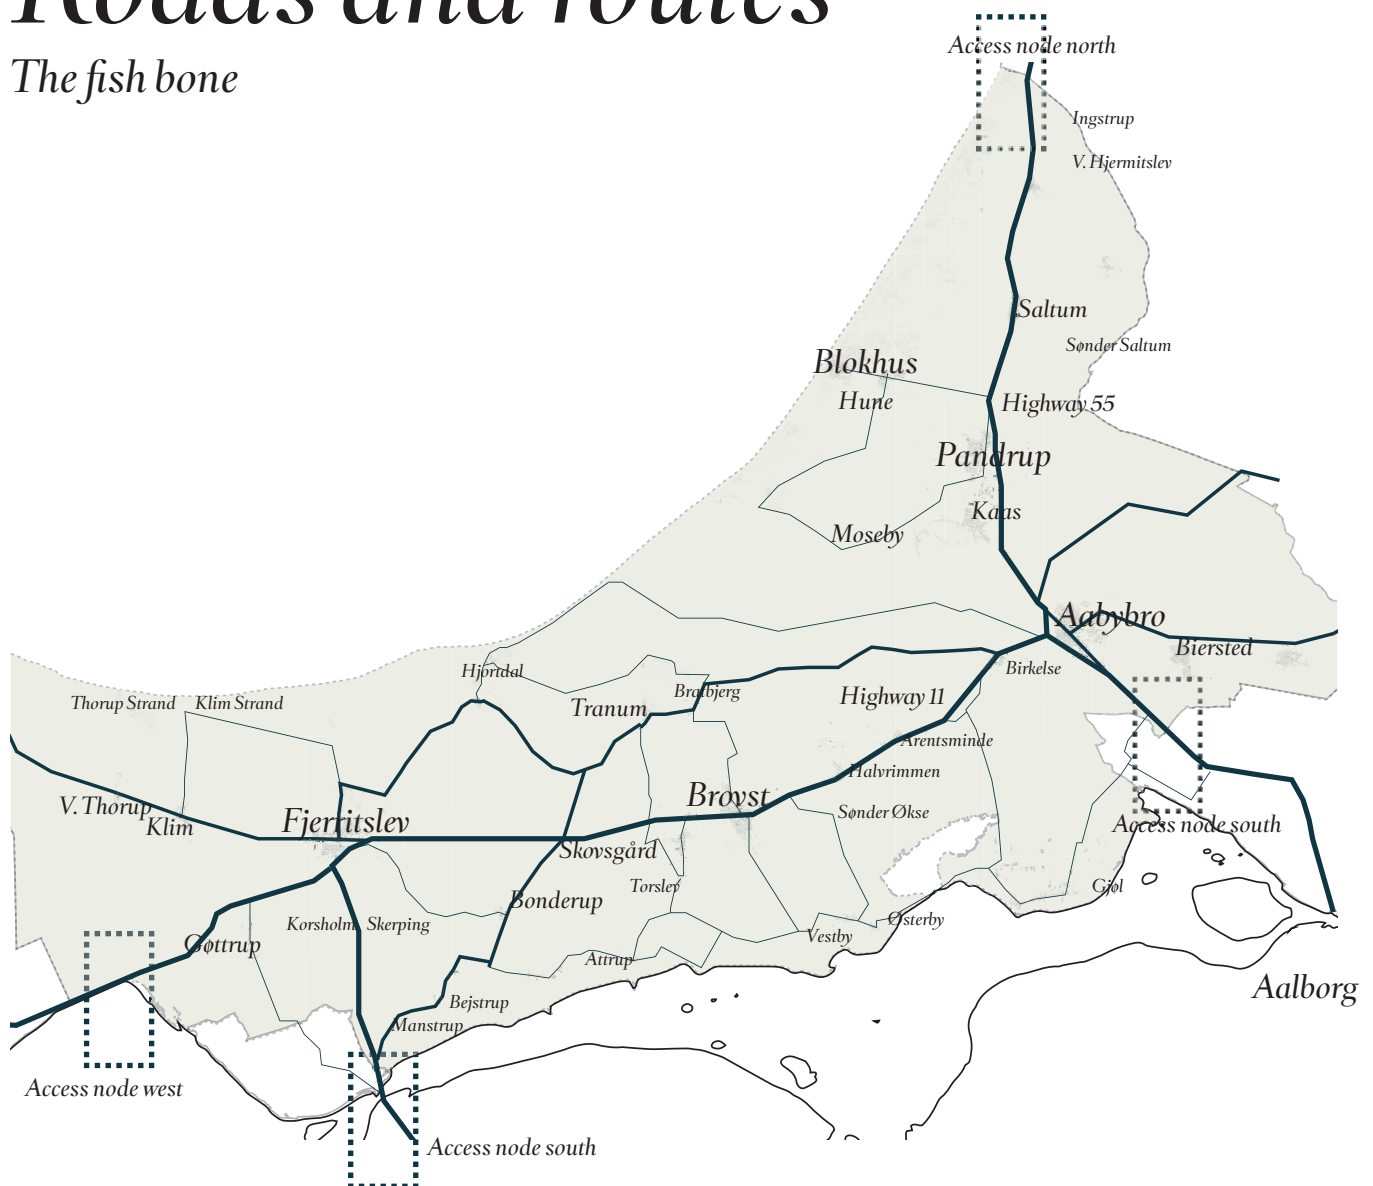 Roads and routes
The fish bone
Access node north
Ingstrup
V. Hjermitslev
Saltum
Sønder Saltum
Blokhus
Hune
Highway 55
Pandrup
Kaas
Moseby
Aabybro
Biersted
Birkelse
Hjortdal
Bratbjerg
Thorup Strand
Klim Strand
Tranum
Highway 11
Arentsminde
Halvrimmen
V. Thorup
Klim
Fjerritslev
Brovst
Sønder Økse
Access node south
Skovsgård
Torslev
Gjøl
Bonderup
Korsholm
Skerping
Østerby
Vestby
Gøttrup
Attrup
Aalborg
Bejstrup
Manstrup
Access node west
Access node south